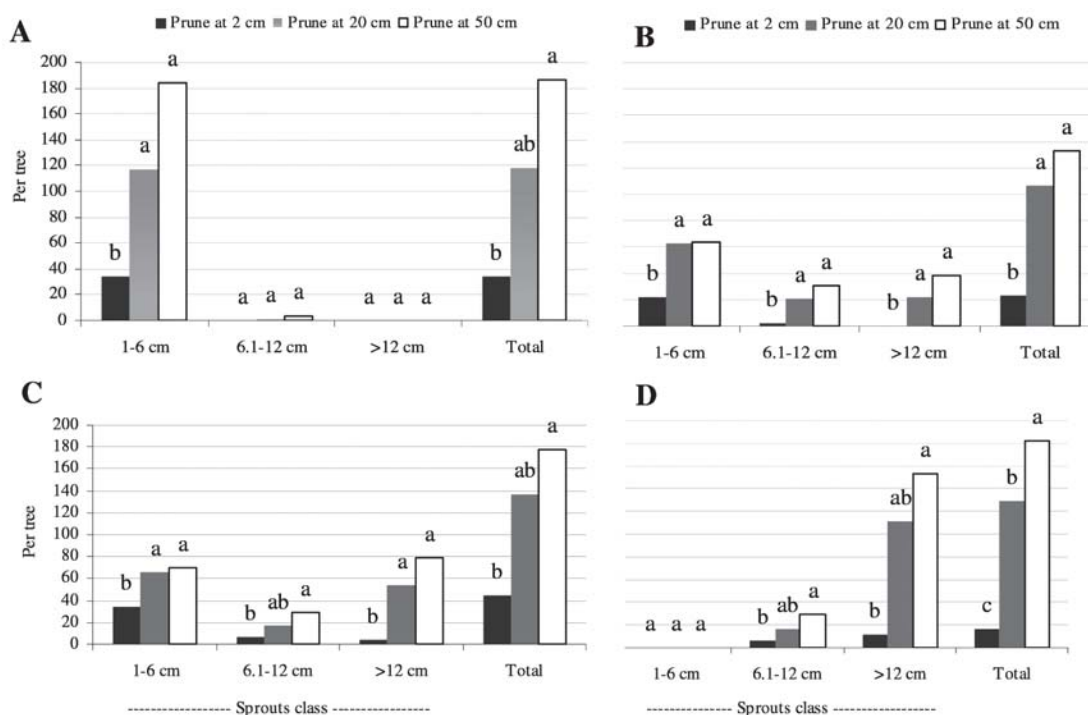 A
Prune at 2 cm Prune at 20 cm Prune at 50 cm
Per tree
200
180
160
140
120
100
80
60
40
20
0
b a a
a a a
a a a
b ab a
1-6 cm 6.1-12 cm >12 cm Total
B
Prune at 2 cm Prune at 20 cm Prune at 50 cm
b a a
b a a
b a a
b a a
1-6 cm 6.1-12 cm >12 cm Total
C
Per tree
200
180
160
140
120
100
80
60
40
20
0
b a a
b ab a
b a a
b ab a
1-6 cm 6.1-12 cm >12 cm Total
------------------ Sprouts class ------------------
D
a a a
b ab a
b ab a
c b a
1-6 cm 6.1-12 cm >12 cm Total
------------------ Sprouts class ------------------